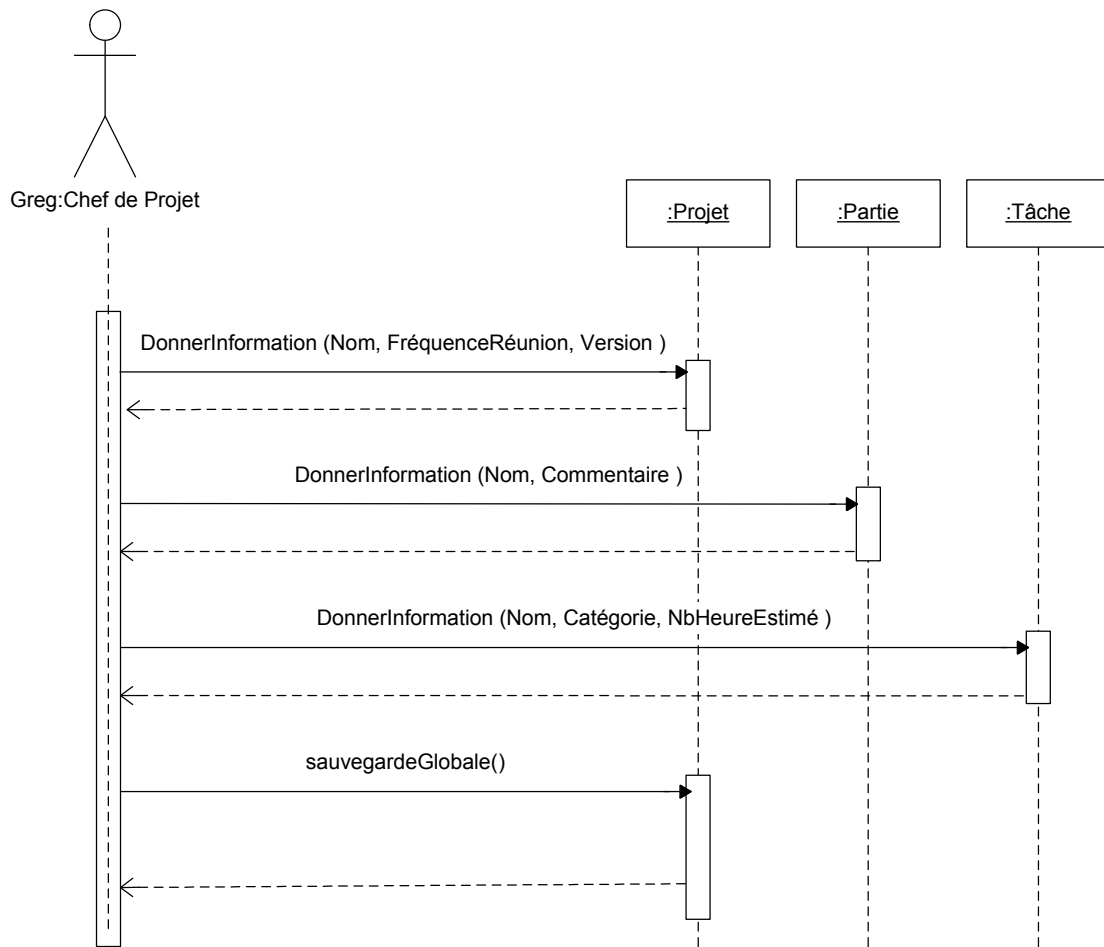 Greg:Chef de Projet
:Projet
:Partie
:Tâche
DonnerInformation (Nom, FréquenceRéunion, Version )
DonnerInformation (Nom, Commentaire )
DonnerInformation (Nom, Catégorie, NbHeureEstimé )
sauvegardeGlobale()